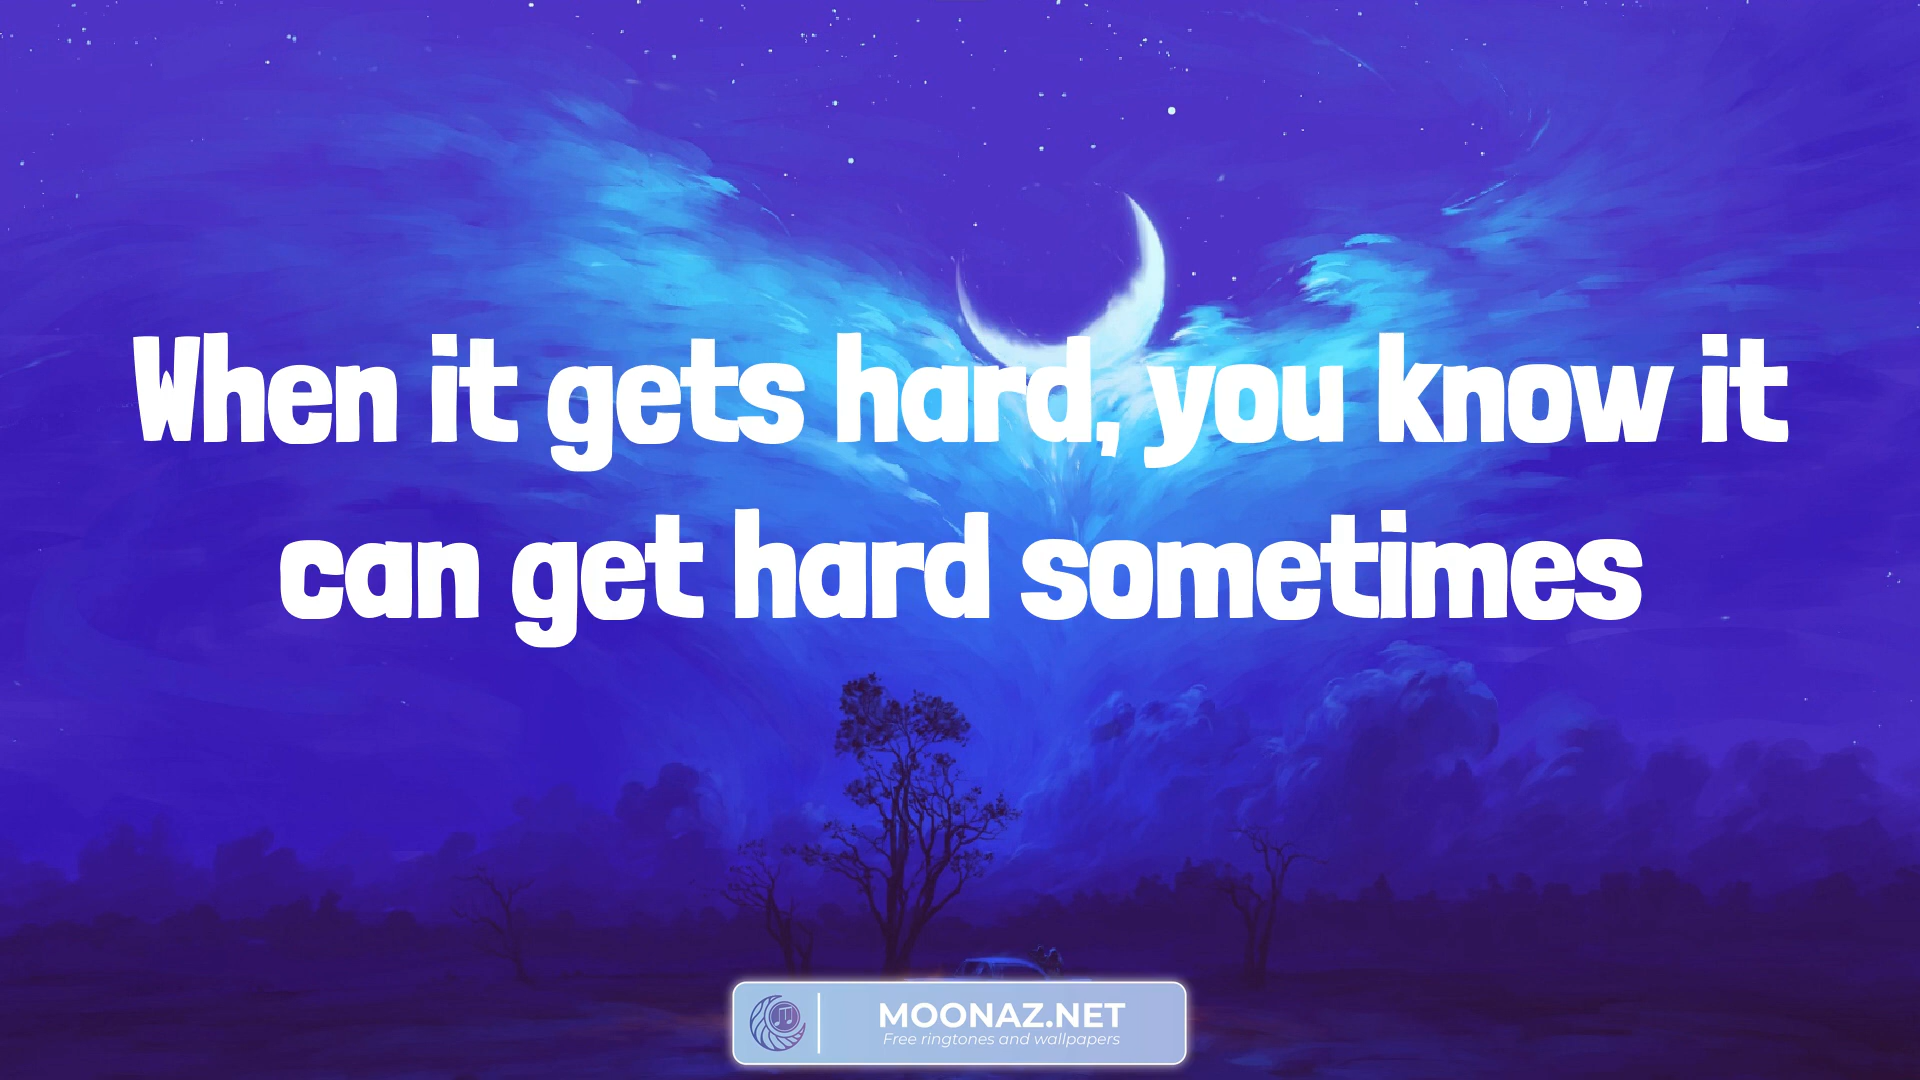 When it gets hard, you know it
can get hard sometimes
MOONAZ.NET
Free ringtones and wallpapers